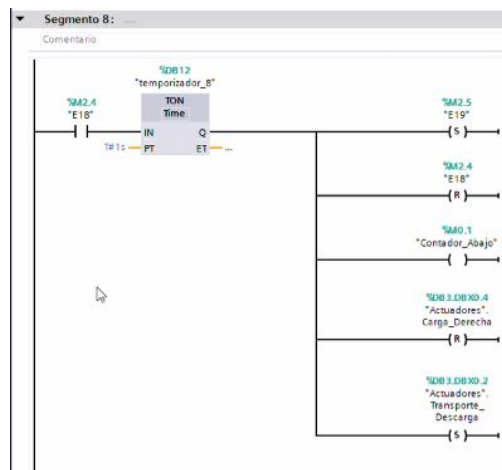 Segmento 8: ....
Comentario
%DB12
"temporizador_8"
%M2.4
"E18"
TON
Time
IN
Q
T#1s
PT
ET
...
%M2.5
"E19"
S
%M2.4
"E18"
R
%M0.1
"Contador_Abajo"
%DB3.DBX0.4
"Actuadores".
Carga_Derecha
R
%DB3.DBX0.2
"Actuadores".
Transporte_
Descarga
S